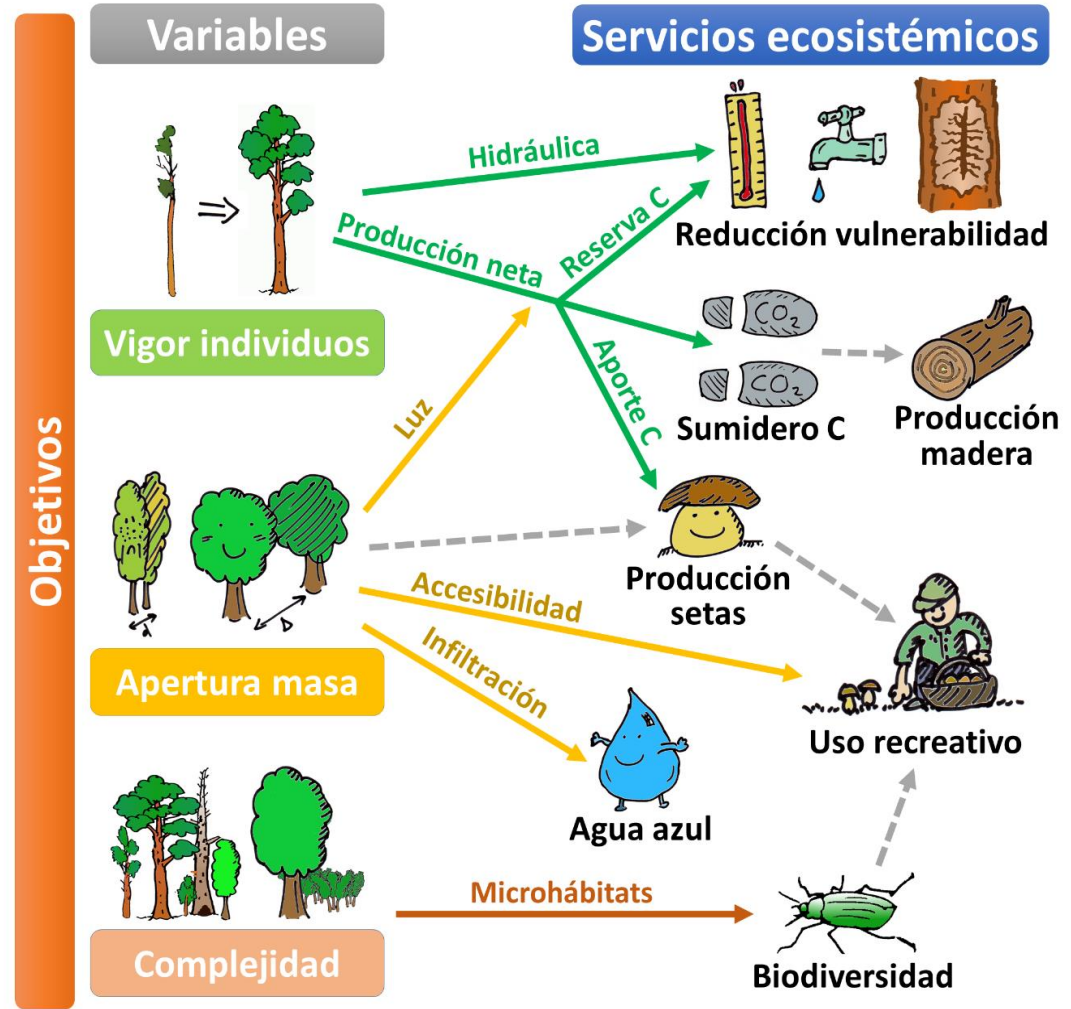 Objetivos
Variables
Servicios ecosistémicos
Hidráulica
Producción neta
Reserva C
Reducción vulnerabilidad
Vigor individuos
Luz
Aporte C
CO2
CO2
Sumidero C
Producción
madera
d
D
Producción
setas
Accesibilidad
Infiltración
Apertura masa
Uso recreativo
Agua azul
Microhábitats
Complejidad
Biodiversidad